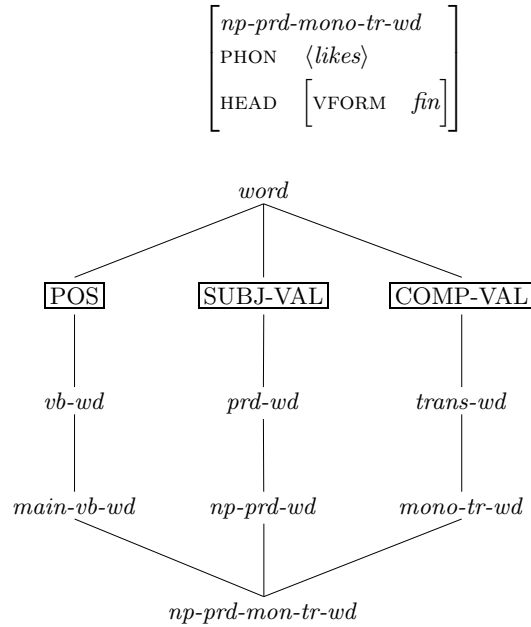 np-prd-mono-tr-wd
PHON ⟨likes⟩
HEAD [VFORM fin]
word
POS SUBJ-VAL COMP-VAL
vb-wd prd-wd trans-wd
main-vb-wd np-prd-wd mono-tr-wd
np-prd-mon-tr-wd